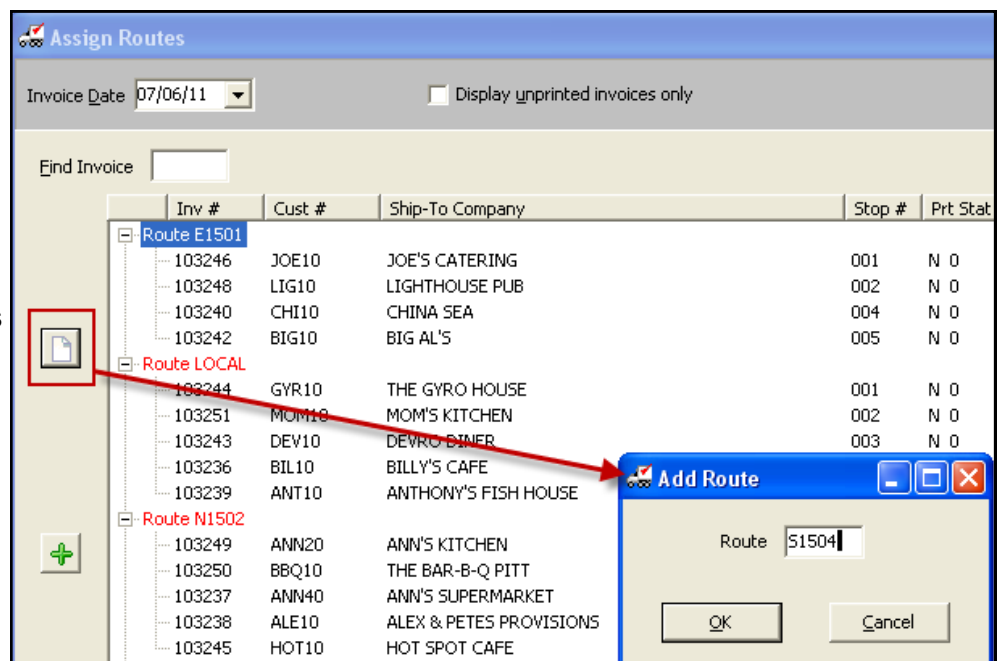 Assign Routes
Invoice Date 07/06/11 Display unprinted invoices only
Find Invoice
Inv # Cust # Ship-To Company Stop # Prt Stat
Route E1501
103246 JOE10 JOE'S CATERING 001 N 0
103248 LIG10 LIGHTHOUSE PUB 002 N 0
103240 CHI10 CHINA SEA 004 N 0
103242 BIG10 BIG AL'S 005 N 0
Route LOCAL
103244 GYR10 THE GYRO HOUSE 001 N 0
103251 MOM10 MOM'S KITCHEN 002 N 0
103243 DEV10 DEVRO DINER 003 N 0
103236 BIL10 BILLY'S CAFE
103239 ANT10 ANTHONY'S FISH HOUSE
Route N1502
103249 ANN20 ANN'S KITCHEN
103250 BBQ10 THE BAR-B-Q PITT
103237 ANN40 ANN'S SUPERMARKET
103238 ALE10 ALEX & PETES PROVISIONS
103245 HOT10 HOT SPOT CAFE
Add Route
Route S1504
OK Cancel